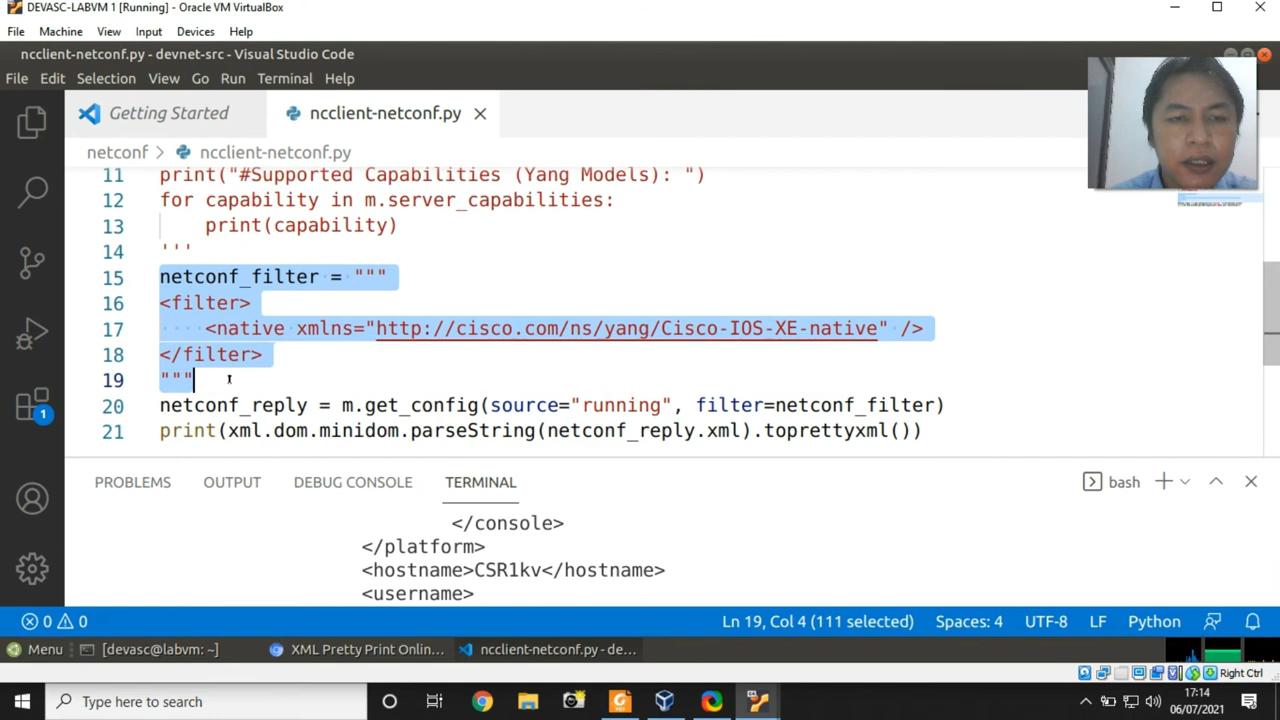 DEVASC-LABVM 1 [Running] - Oracle VM VirtualBox
File Machine View Input Devices Help
ncclient-netconf.py - devnet-src - Visual Studio Code
File Edit Selection View Go Run Terminal Help
Getting Started ncclient-netconf.py
netconf > ncclient-netconf.py
11 print("#Supported Capabilities (Yang Models): ")
12 for capability in m.server_capabilities:
13 print(capability)
14 '''
15 netconf_filter = """
16 <filter>
17 <native xmlns="http://cisco.com/ns/yang/Cisco-IOS-XE-native" />
18 </filter>
19 """
20 netconf_reply = m.get_config(source="running", filter=netconf_filter)
21 print(xml.dom.minidom.parseString(netconf_reply.xml).toprettyxml())
1
PROBLEMS OUTPUT DEBUG CONSOLE TERMINAL bash
</console>
</platform>
<hostname>CSR1kv</hostname>
<username>
0 0 Ln 19, Col 4 (111 selected) Spaces: 4 UTF-8 LF Python
Menu [devasc@labvm: ~] XML Pretty Print Onlin... ncclient-netconf.py - de...
Right Ctrl
Type here to search
17:14
06/07/2021